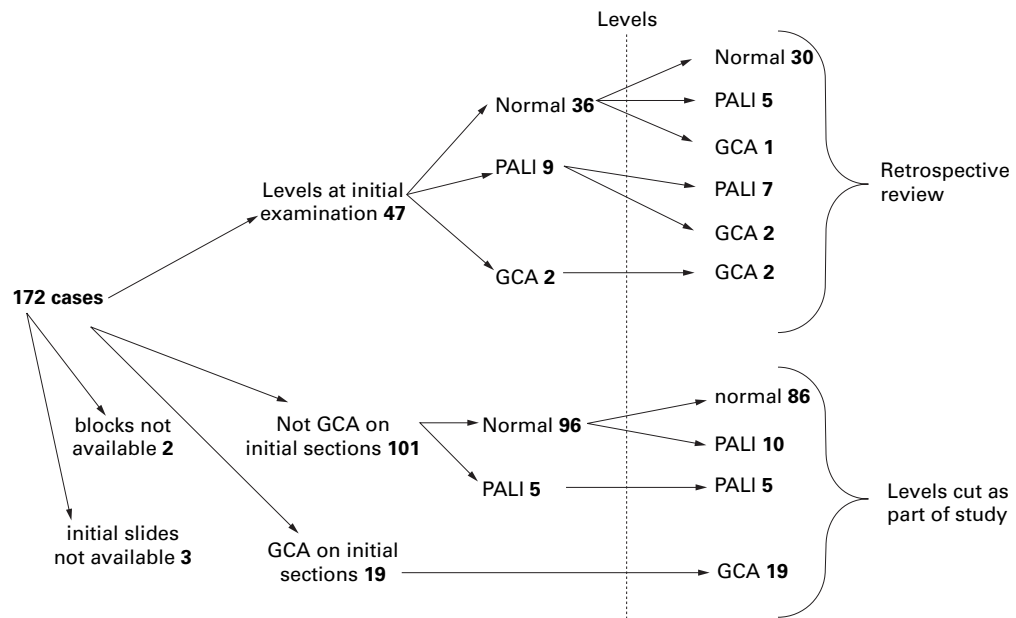 Levels
Normal 30
Normal 36
PALI 5
GCA 1
PALI 9
Levels at initial
examination 47
PALI 7
Retrospective
review
GCA 2
GCA 2
GCA 2
172 cases
normal 86
blocks not
available 2
Not GCA on
initial sections 101
Normal 96
PALI 10
PALI 5
PALI 5
Levels cut as
part of study
initial slides
not available 3
GCA on initial
sections 19
GCA 19